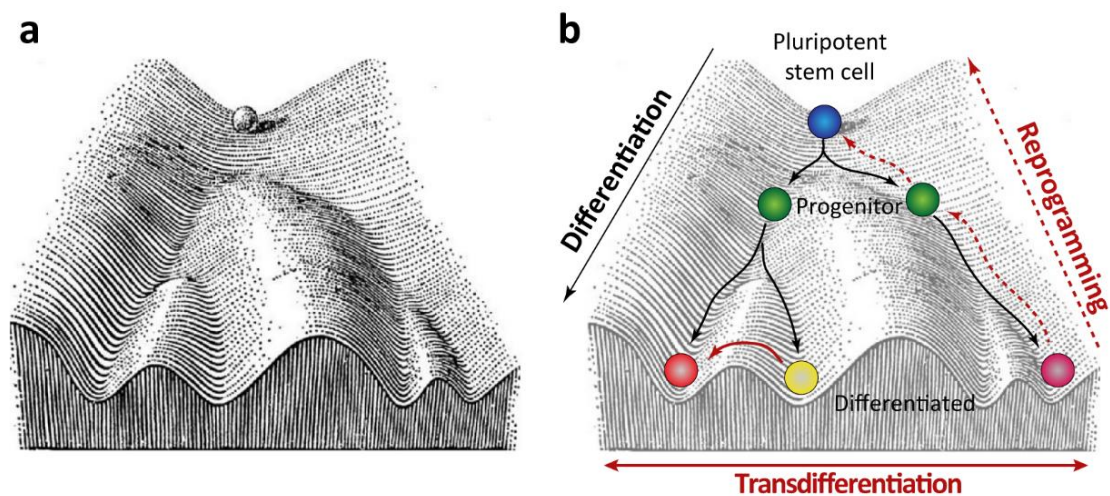 a
b
Pluripotent
stem cell
Differentiation
Reprogramming
Progenitor
Differentiated
Transdifferentiation